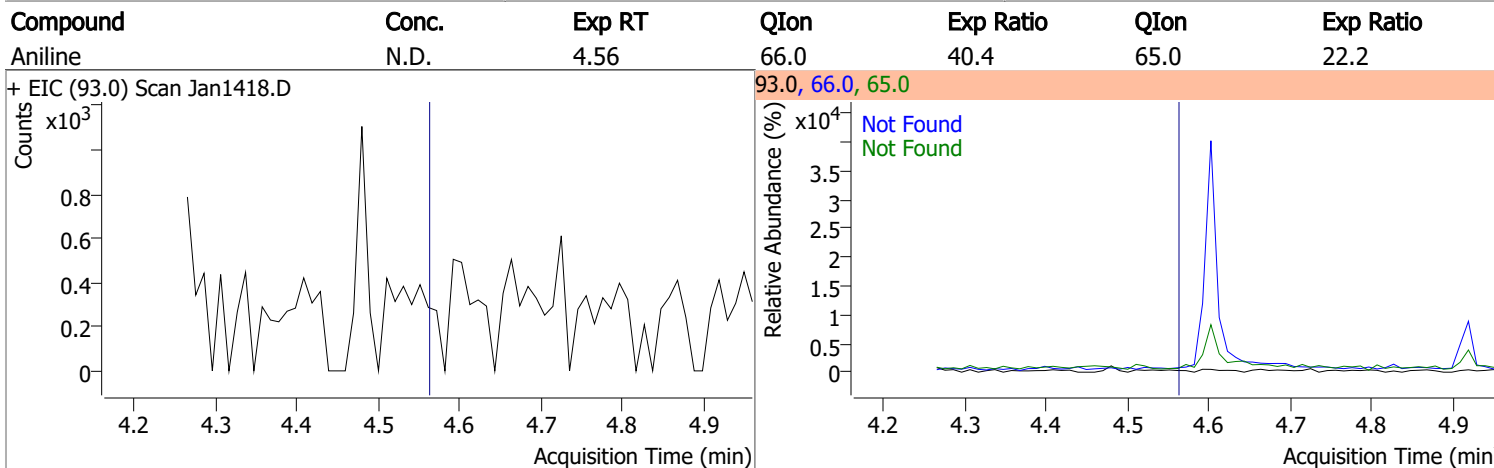 Compound Conc. Exp RT QIon Exp Ratio QIon Exp Ratio
Aniline N.D. 4.56 66.0 40.4 65.0 22.2
+ EIC (93.0) Scan Jan1418.D
Counts
x10³
0.8
0.6
0.4
0.2
0
4.2 4.3 4.4 4.5 4.6 4.7 4.8 4.9
Acquisition Time (min)
93.0, 66.0, 65.0
Relative Abundance (%)
x10⁴
Not Found
Not Found
3.5
3
2.5
2
1.5
1
0.5
0
4.2 4.3 4.4 4.5 4.6 4.7 4.8 4.9
Acquisition Time (min